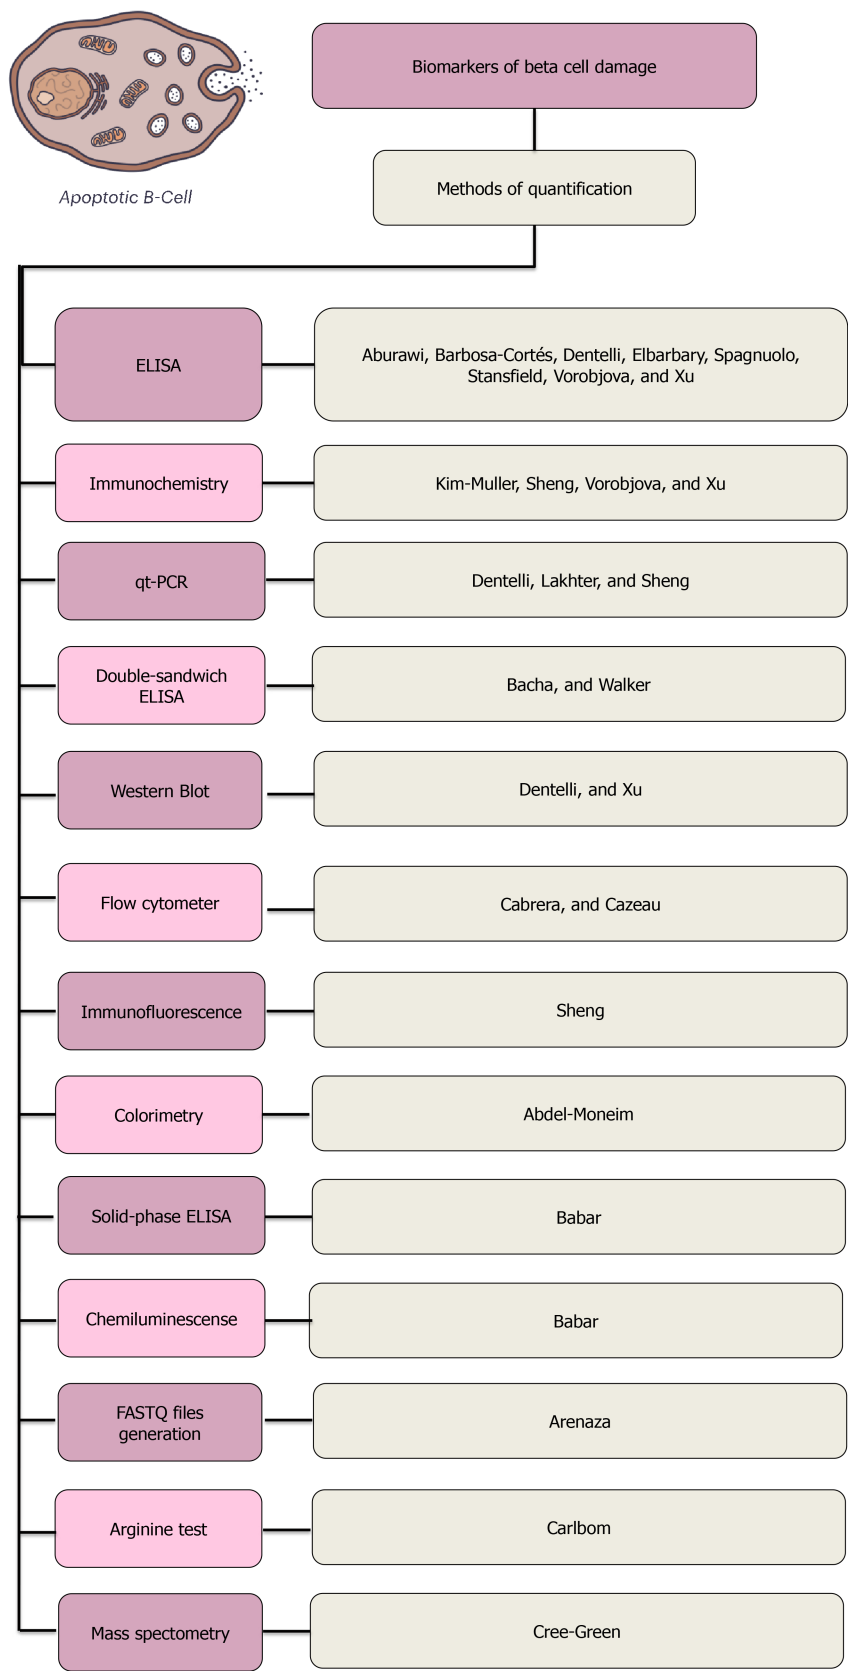 Biomarkers of beta cell damage
Apoptotic B-Cell
Methods of quantification
ELISA
Aburawi, Barbosa-Cortés, Dentelli, Elbarbary, Spagnuolo,
Stansfield, Vorobjova, and Xu
Immunochemistry
Kim-Muller, Sheng, Vorobjova, and Xu
qt-PCR
Dentelli, Lakhter, and Sheng
Double-sandwich
ELISA
Bacha, and Walker
Western Blot
Dentelli, and Xu
Flow cytometer
Cabrera, and Cazeau
Immunofluorescence
Sheng
Colorimetry
Abdel-Moneim
Solid-phase ELISA
Babar
Chemiluminescense
Babar
FASTQ files
generation
Arenaza
Arginine test
Carlbom
Mass spectometry
Cree-Green